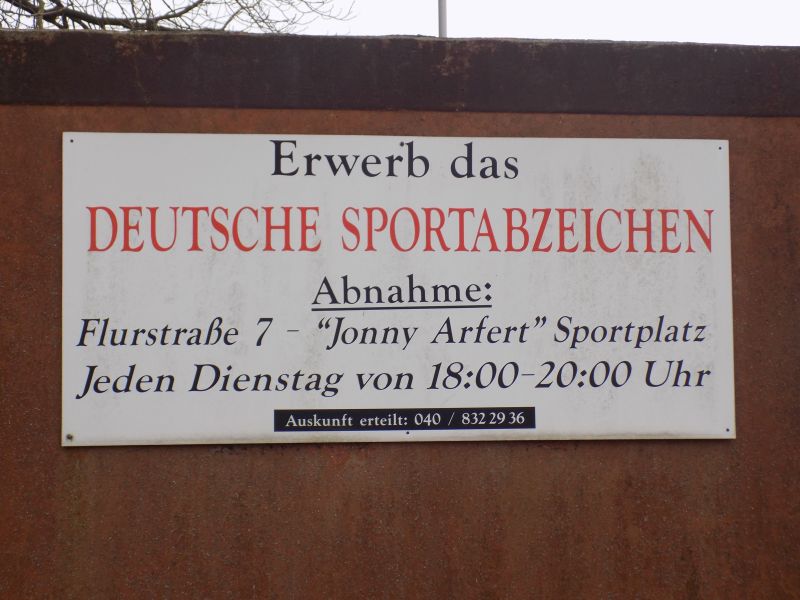 Erwerb das
DEUTSCHE SPORTABZEICHEN
Abnahme:
Flurstraße 7 - “Jonny Arfert” Sportplatz
Jeden Dienstag von 18:00-20:00 Uhr
Auskunft erteilt: 040 / 832 29 36